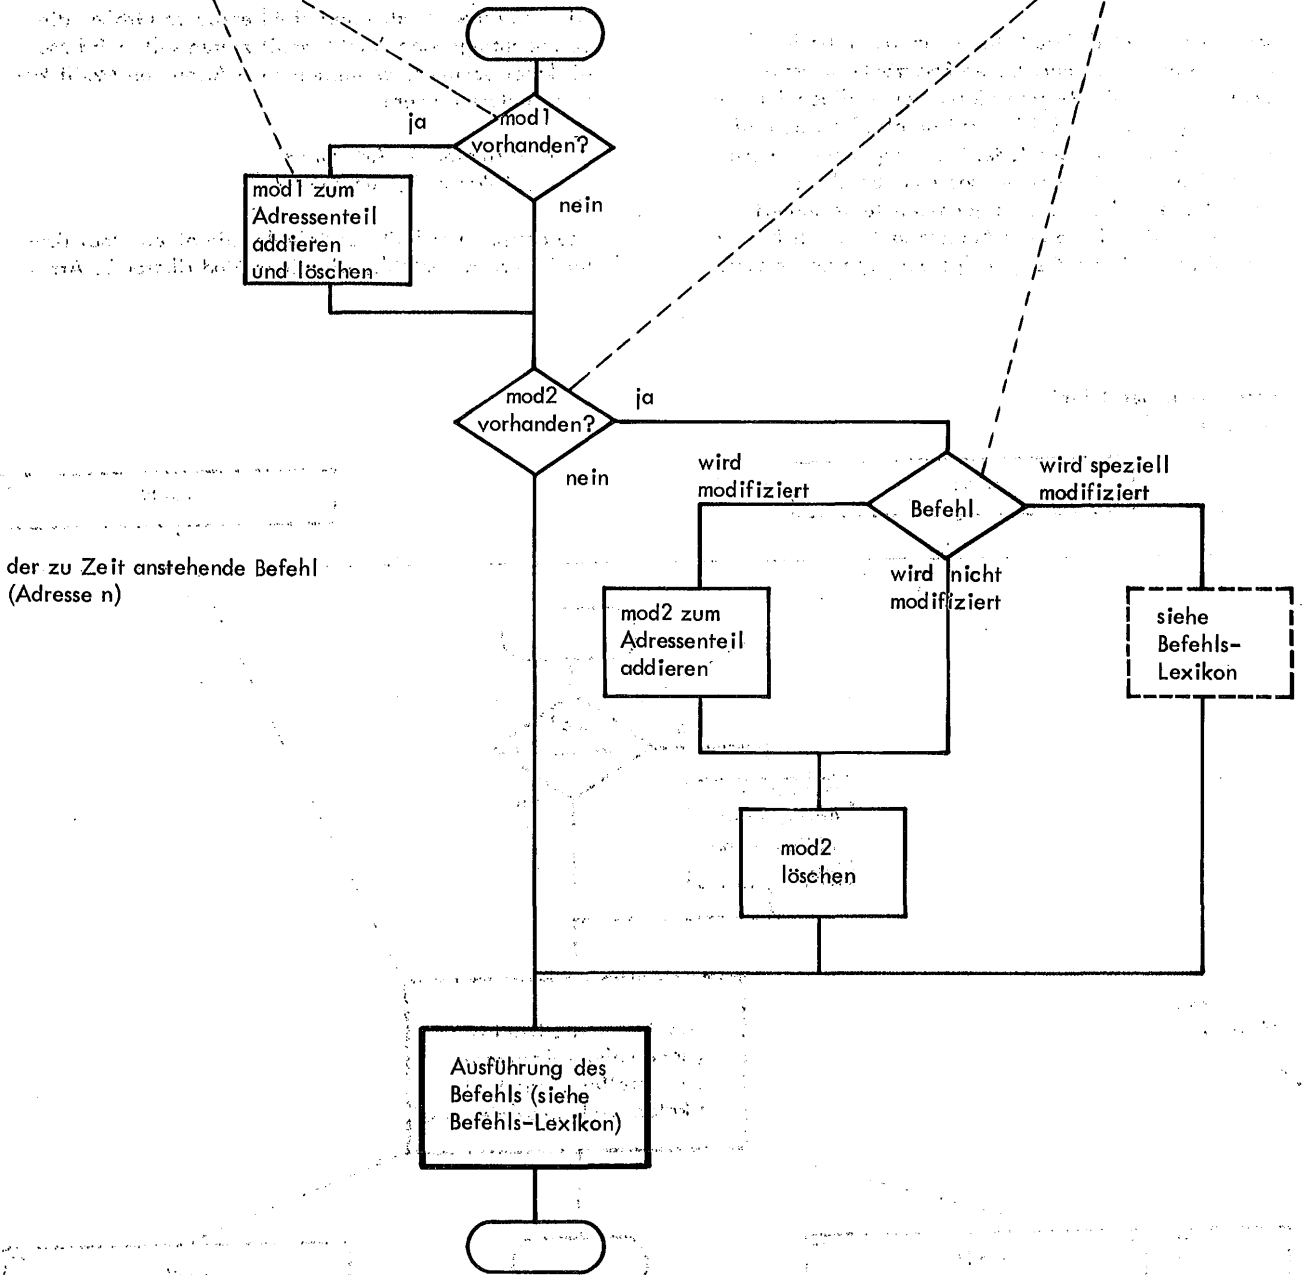 mod1
vorhanden?
ja
nein
mod1 zum
Adressenteil
addieren
und löschen
mod2
vorhanden?
ja
nein
wird
modifiziert
Befehl
wird speziell
modifiziert
wird nicht
modifiziert
der zu Zeit anstehende Befehl
(Adresse n)
mod2 zum
Adressenteil
addieren
siehe
Befehls-
Lexikon
mod2
löschen
Ausführung des
Befehls (siehe
Befehls-Lexikon)